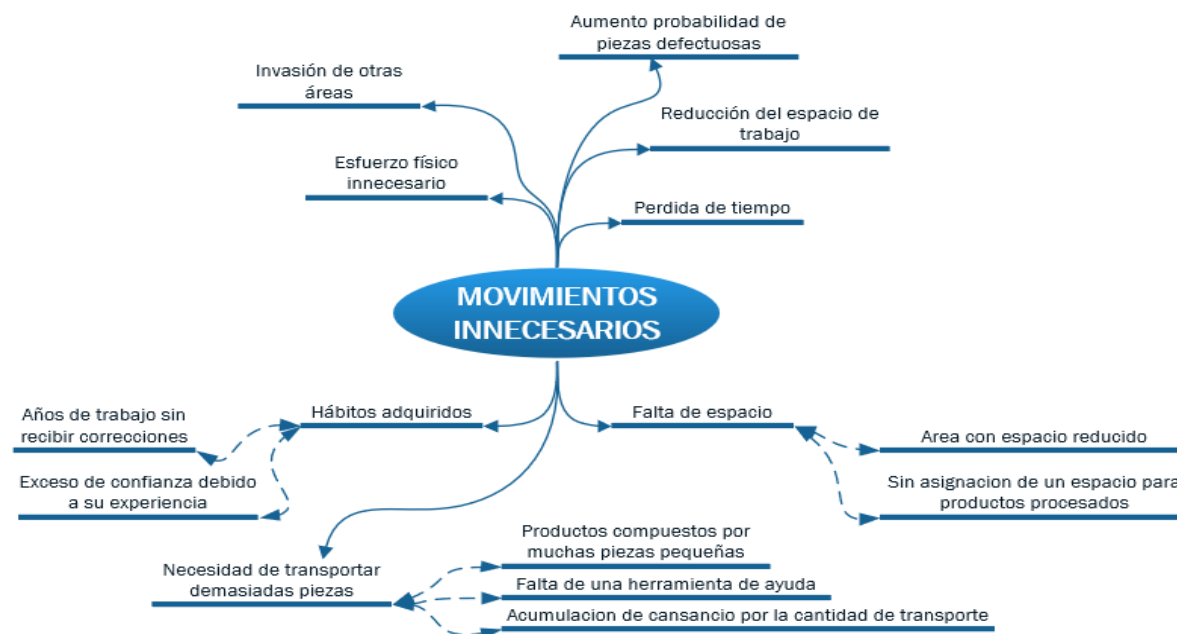 Aumento probabilidad de
piezas defectuosas
Invasión de otras
áreas
Reducción del espacio de
trabajo
Esfuerzo físico
innecesario
Perdida de tiempo
MOVIMIENTOS
INNECESARIOS
Años de trabajo sin
recibir correcciones
Hábitos adquiridos
Falta de espacio
Area con espacio reducido
Exceso de confianza debido
a su experiencia
Sin asignacion de un espacio para
productos procesados
Necesidad de transportar
demasiadas piezas
Productos compuestos por
muchas piezas pequeñas
Falta de una herramienta de ayuda
Acumulacion de cansancio por la cantidad de transporte